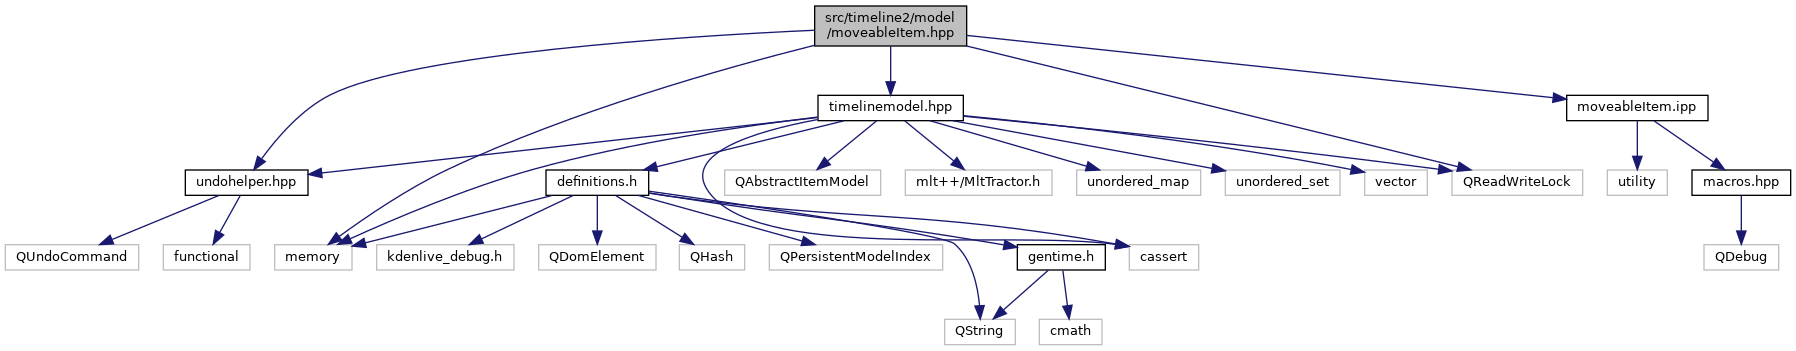 src/timeline2/model
/moveableItem.hpp
timelinemodel.hpp
moveableItem.ipp
undohelper.hpp
definitions.h
QAbstractItemModel
mlt++/MltTractor.h
unordered_map
unordered_set
vector
QReadWriteLock
utility
macros.hpp
QUndoCommand
functional
memory
kdenlive_debug.h
QDomElement
QHash
QPersistentModelIndex
gentime.h
cassert
QDebug
QString
cmath